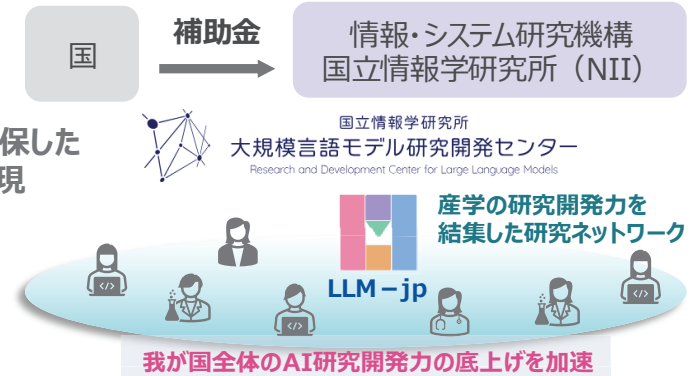 国
補助金
情報・システム研究機構
国立情報学研究所（NII）
保した
現
国立情報学研究所
大規模言語モデル研究開発センター
Research and Development Center for Large Language Models
産学の研究開発力を
結集した研究ネットワーク
LLM－jp
我が国全体のAI研究開発力の底上げを加速